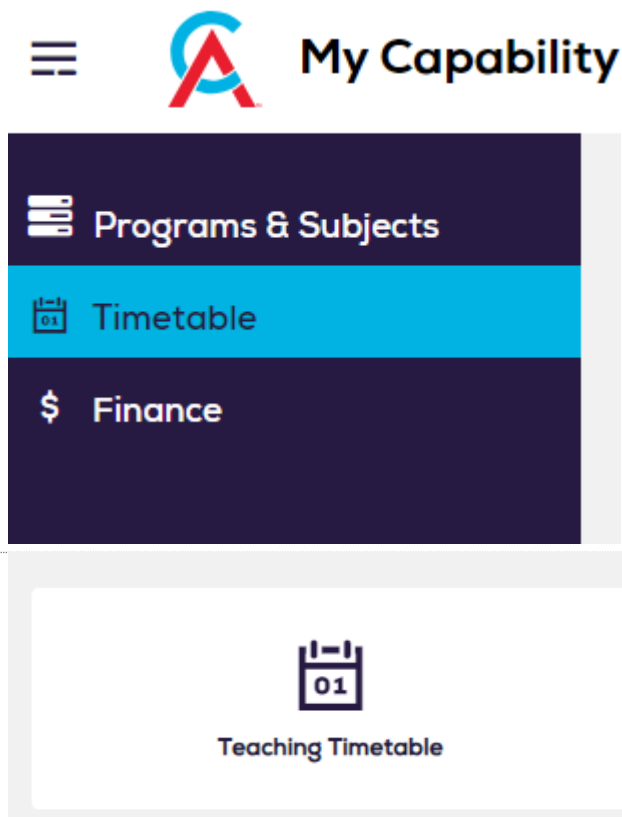 My Capability
Programs & Subjects
01
Timetable
$ Finance
01
Teaching Timetable